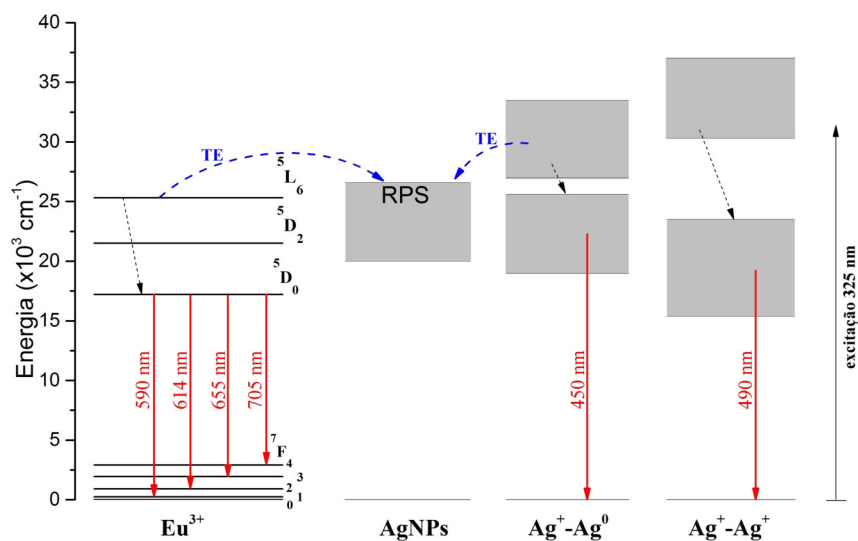 Energia (x10³ cm⁻¹)
40
35
30
25
20
15
10
5
0
TE
TE
⁵L₆
⁵D₂
⁵D₀
RPS
590 nm
614 nm
655 nm
705 nm
450 nm
490 nm
excitação 325 nm
⁷F
4
3
2
1
0
Eu³⁺
AgNPs
Ag⁺-Ag⁰
Ag⁺-Ag⁺